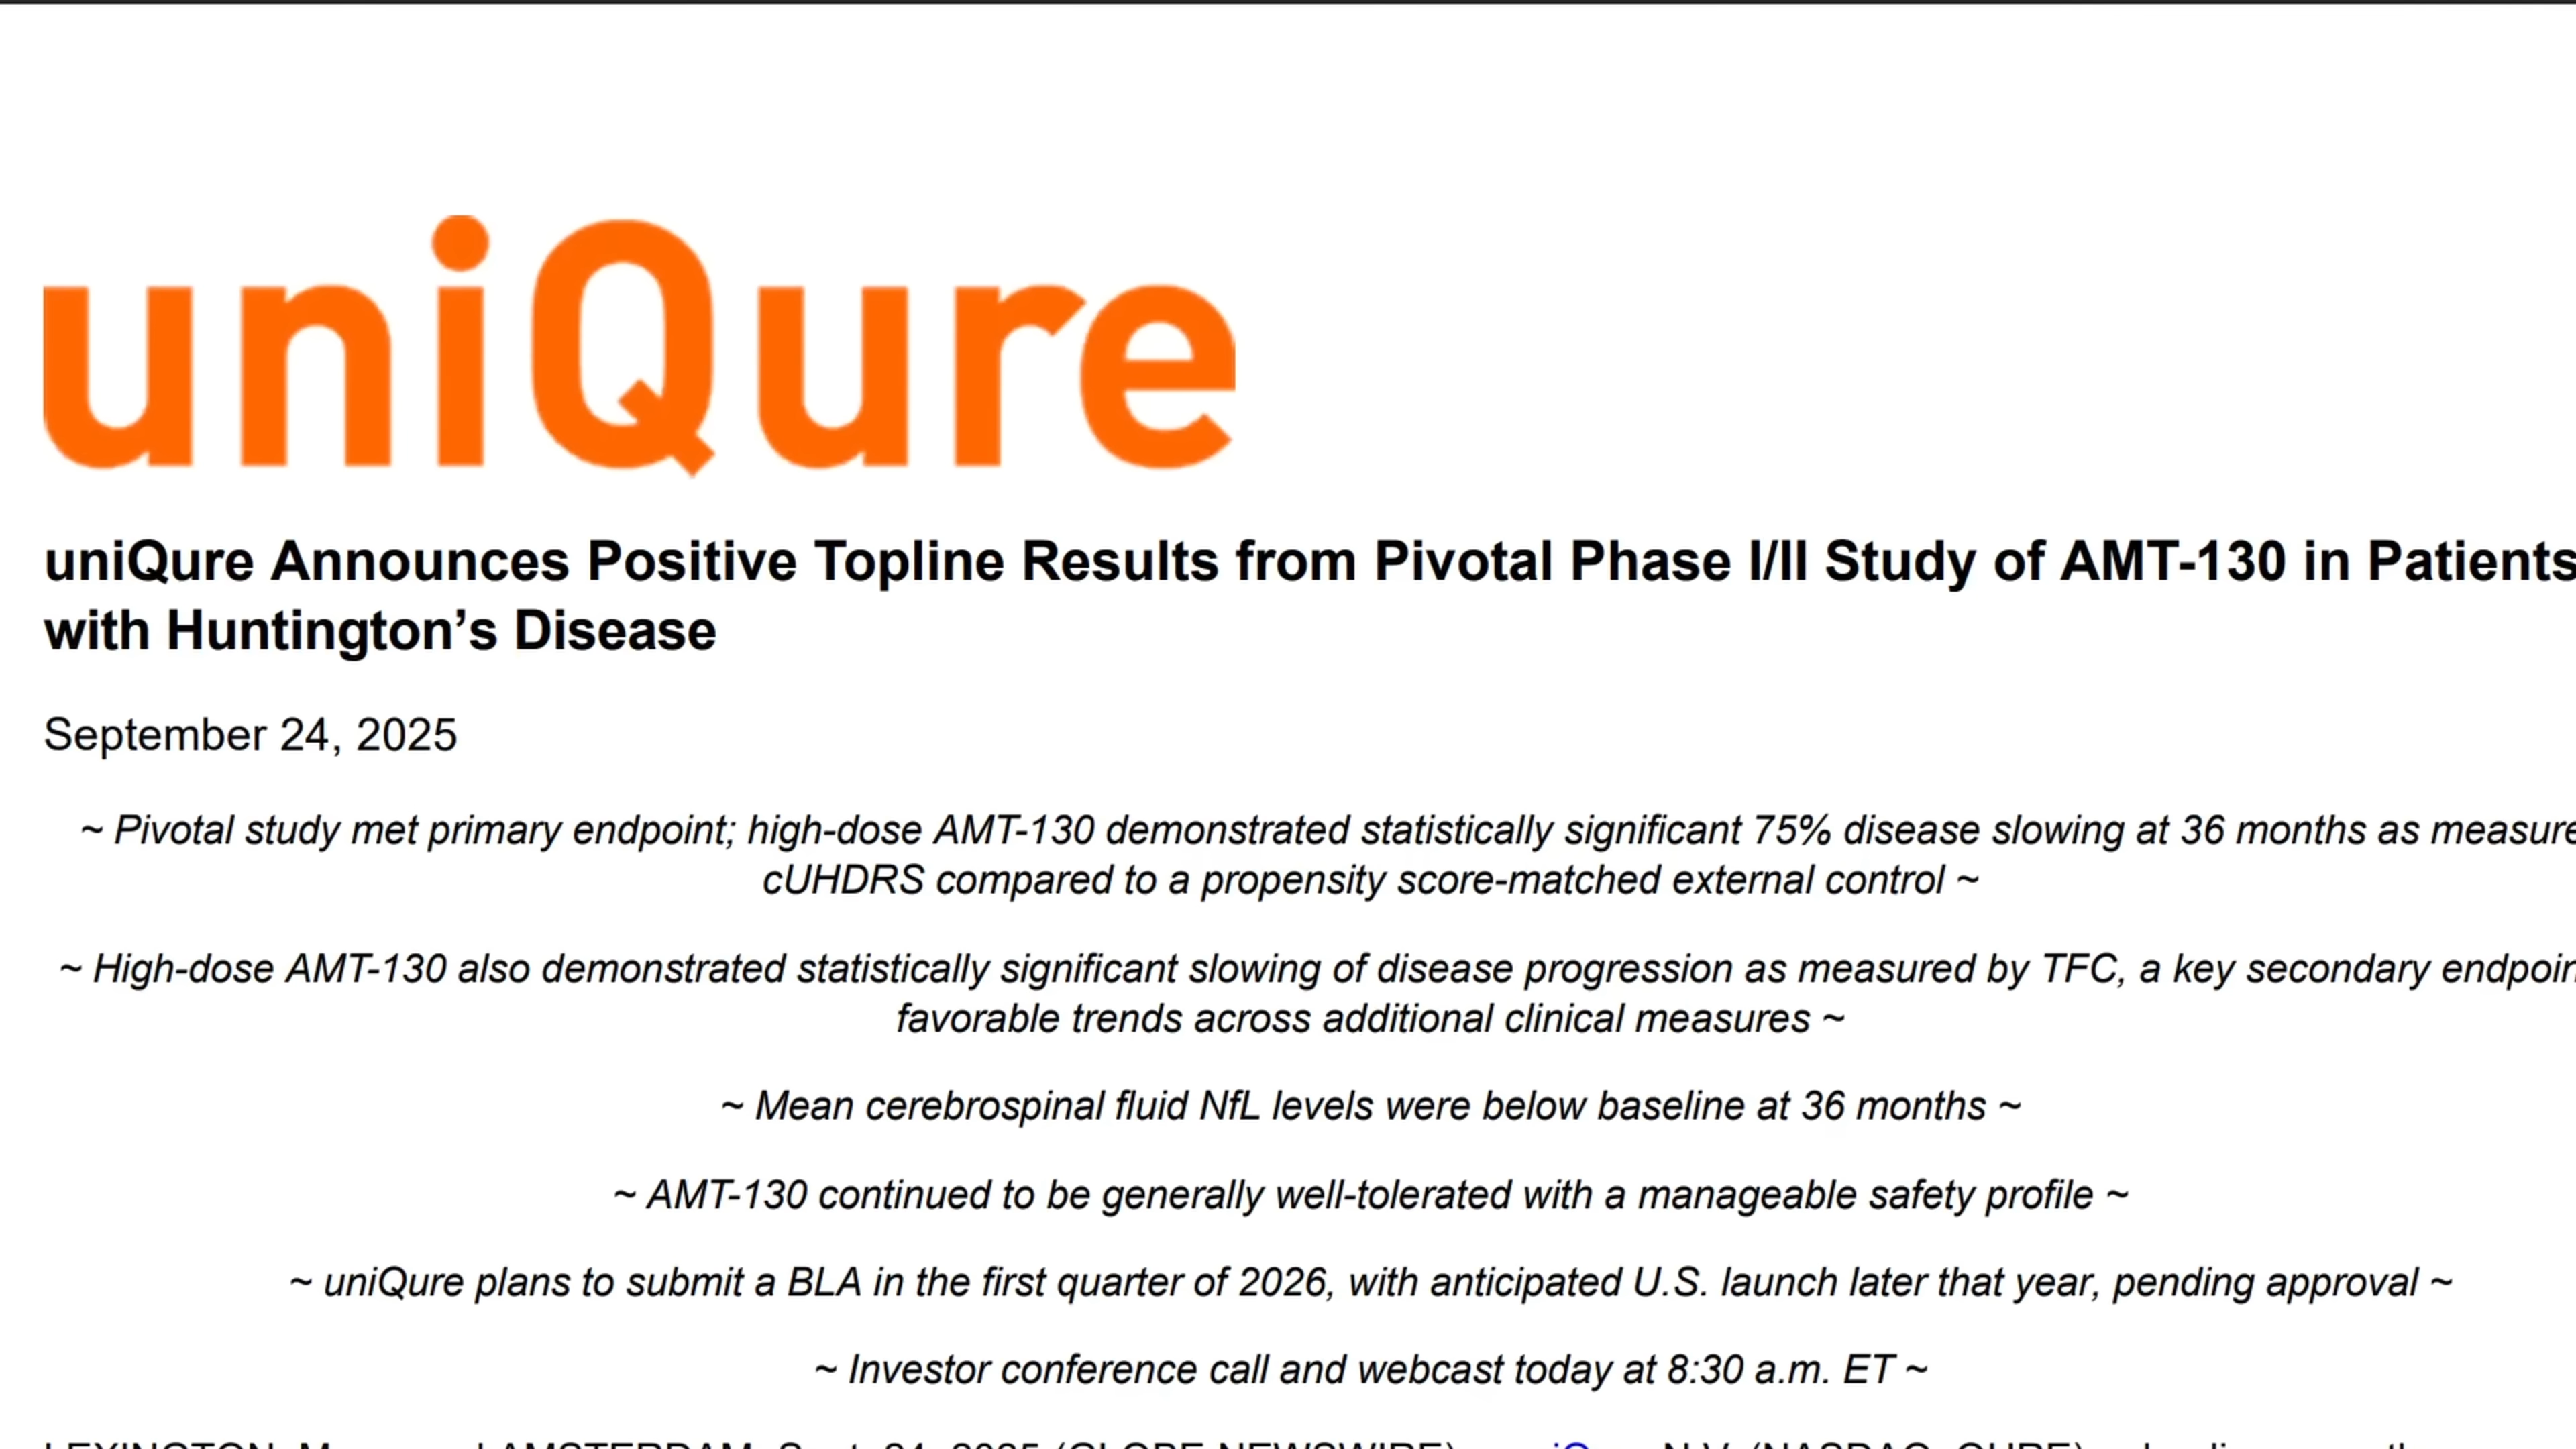 uniQure
uniQure Announces Positive Topline Results from Pivotal Phase I/II Study of AMT-130 in Patients
with Huntington’s Disease
September 24, 2025
~ Pivotal study met primary endpoint; high-dose AMT-130 demonstrated statistically significant 75% disease slowing at 36 months as
cUHDRS compared to a propensity score-matched external control ~
~ High-dose AMT-130 also demonstrated statistically significant slowing of disease progression as measured by TFC, a key secondary
favorable trends across additional clinical measures ~
~ Mean cerebrospinal fluid NfL levels were below baseline at 36 months ~
~ AMT-130 continued to be generally well-tolerated with a manageable safety profile ~
~ uniQure plans to submit a BLA in the first quarter of 2026, with anticipated U.S. launch later that year, pending approval ~
~ Investor conference call and webcast today at 8:30 a.m. ET ~